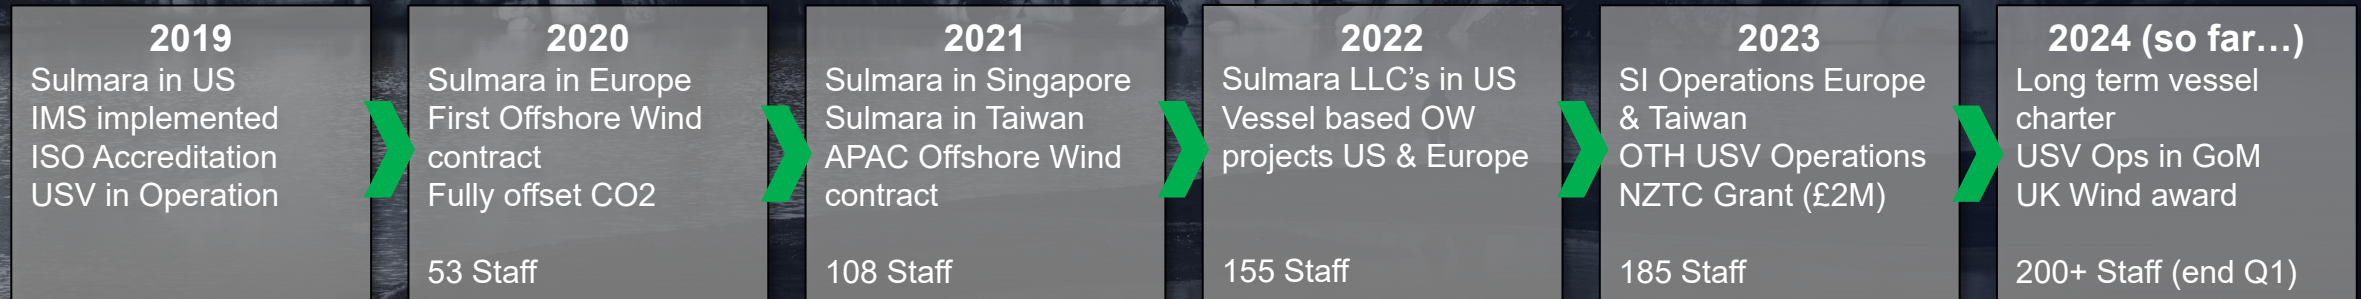 2019
Sulmara in US
IMS implemented
ISO Accreditation
USV in Operation
2020
Sulmara in Europe
First Offshore Wind
contract
Fully offset CO2
53 Staff
2021
Sulmara in Singapore
Sulmara in Taiwan
APAC Offshore Wind
contract
108 Staff
2022
Sulmara LLC’s in US
Vessel based OW
projects US & Europe
155 Staff
2023
SI Operations Europe
& Taiwan
OTH USV Operations
NZTC Grant (£2M)
185 Staff
2024 (so far…)
Long term vessel
charter
USV Ops in GoM
UK Wind award
200+ Staff (end Q1)